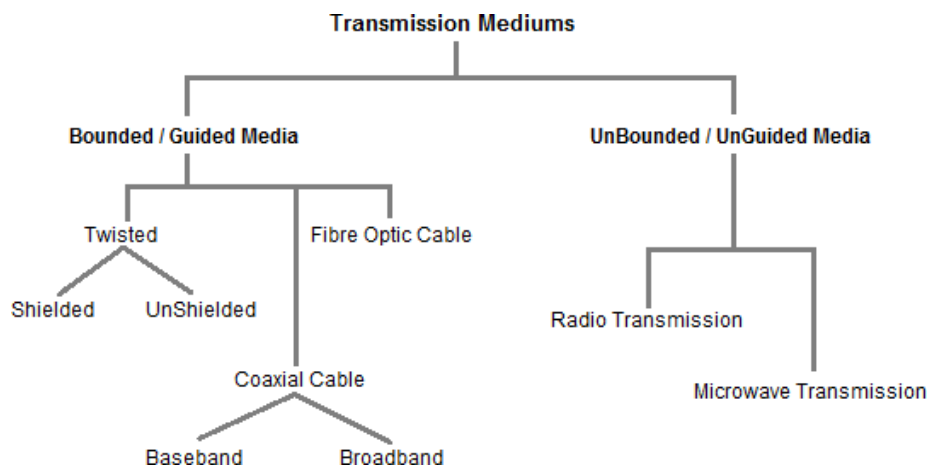 Transmission Mediums
Bounded / Guided Media
UnBounded / UnGuided Media
Twisted
Fibre Optic Cable
Shielded
UnShielded
Radio Transmission
Coaxial Cable
Microwave Transmission
Baseband
Broadband